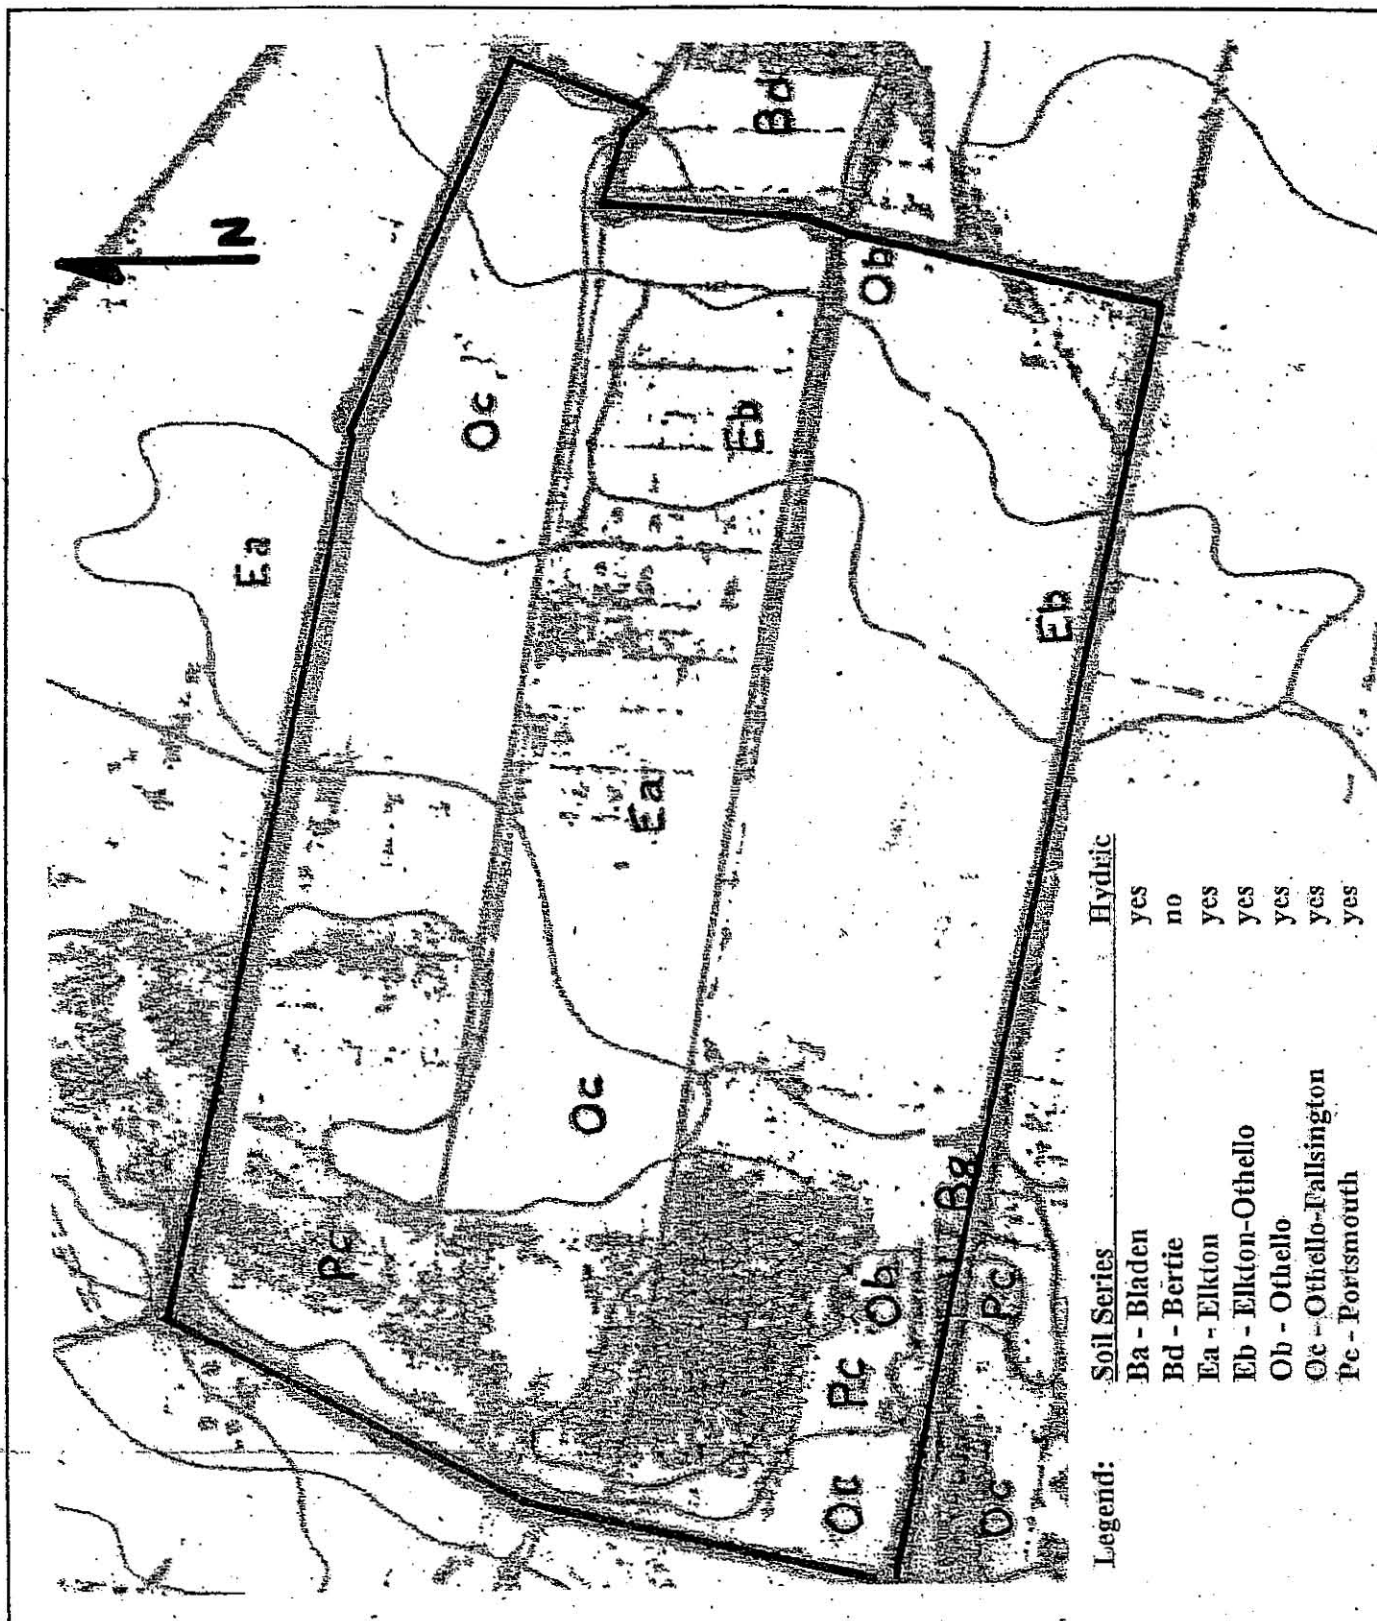 N
Ea
Oc
Bd
Eb
Ob
Ea
Eb
Oc
Pc
Pc
Ob
Oc
Pc
Oc
Legend:
Soil Series Hydric
Ba - Bladen yes
Bd - Bertie no
Ea - Elkton yes
Eb - Elkton-Othello yes
Ob - Othello yes
Oc - Othello-Fallsington yes
Pc - Portsmouth yes